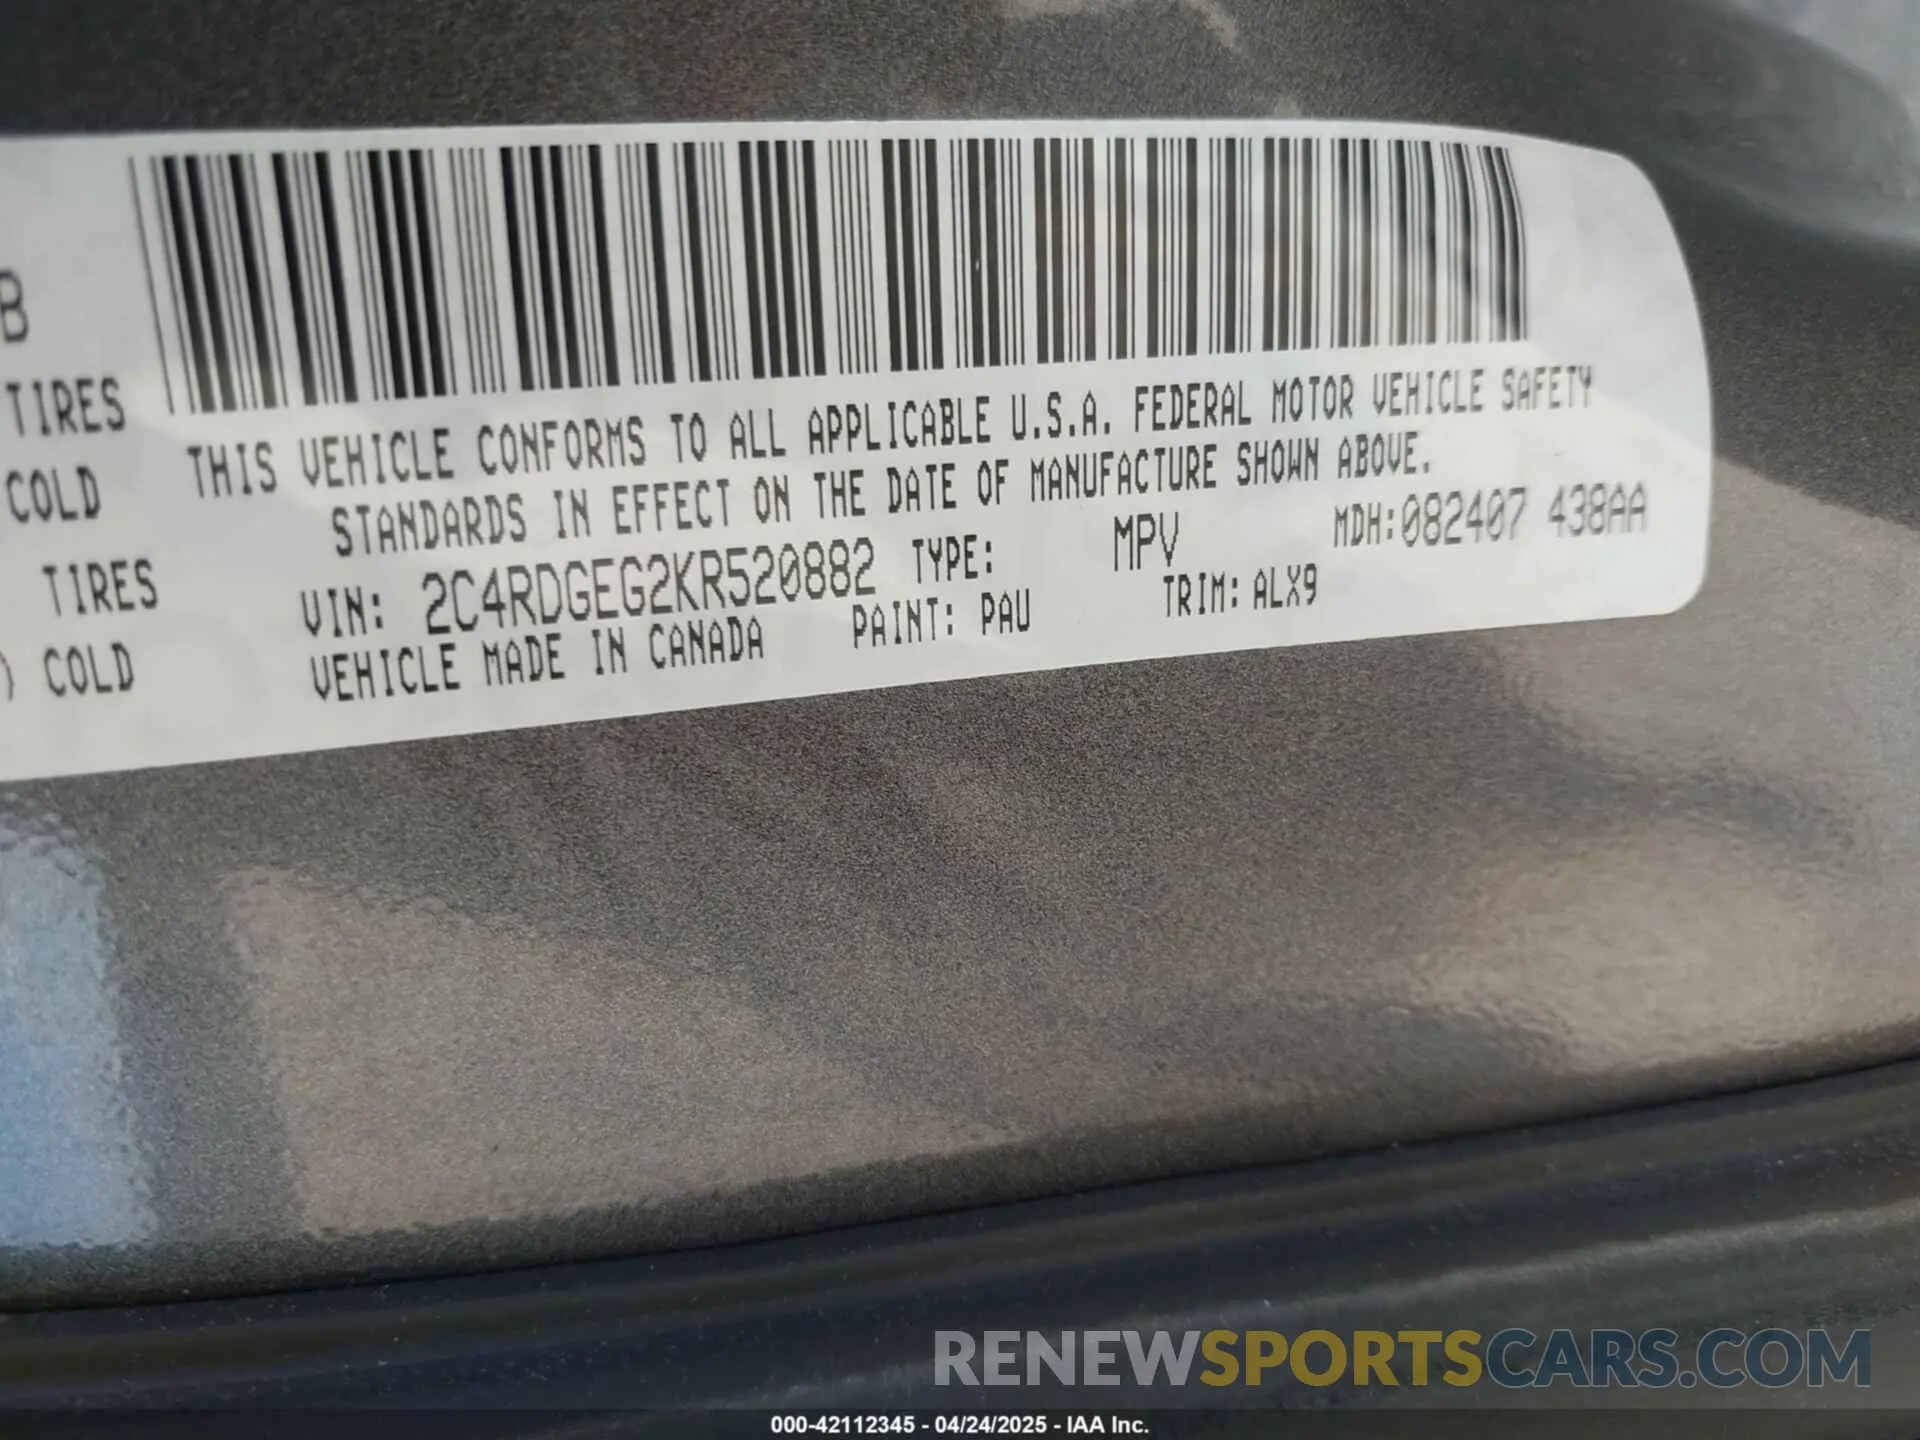 B
TIRES
COLD
TIRES
) COLD
THIS VEHICLE CONFORMS TO ALL APPLICABLE U.S.A. FEDERAL MOTOR VEHICLE SAFETY
STANDARDS IN EFFECT ON THE DATE OF MANUFACTURE SHOWN ABOVE.
VIN: 2C4RDGEG2KR520882 TYPE: MPV MDH:082407 438AA
VEHICLE MADE IN CANADA PAINT: PAU TRIM: ALX9
RENEWSPORTSCARS.COM
000-42112345 - 04/24/2025 - IAA Inc.